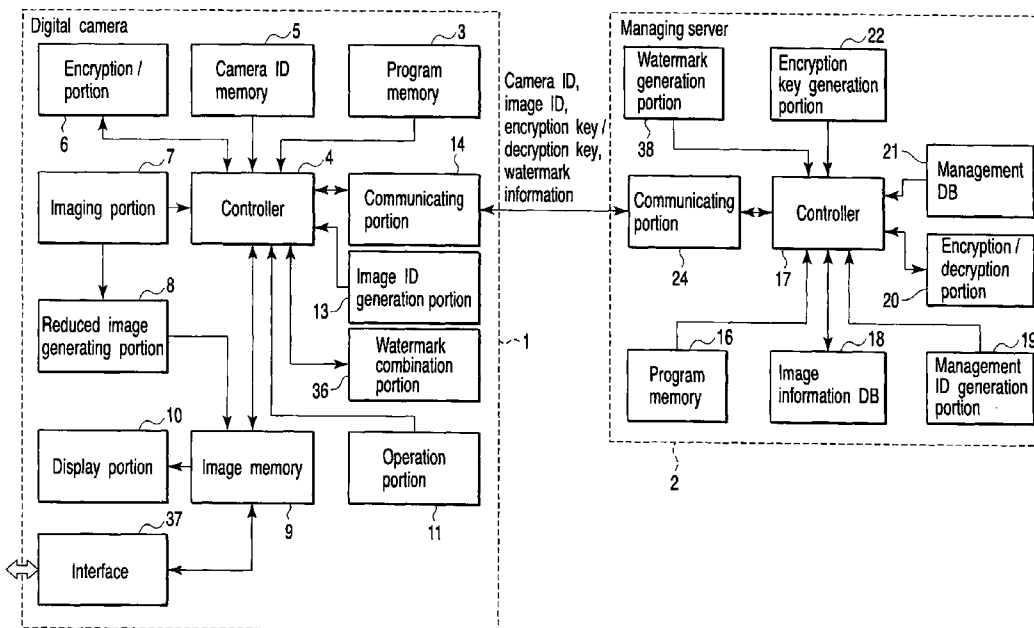 Digital camera
5
3
Encryption /
portion
Camera ID
memory
Program
memory
6
7
4
14
Imaging portion
Controller
Communicating
portion
8
Image ID
generation portion
13
Reduced image
generating portion
Watermark
combination
portion
36
1
10
Display portion
Image memory
Operation
portion
9
11
37
Interface
Camera ID,
image ID,
encryption key /
decryption key,
watermark
information
Managing server
22
Watermark
generation
portion
38
Encryption
key generation
portion
21
Management
DB
Communicating
portion
24
Controller
17
Encryption /
decryption
portion
20
16
18
19
Program
memory
Image
information DB
Management
ID generation
portion
2